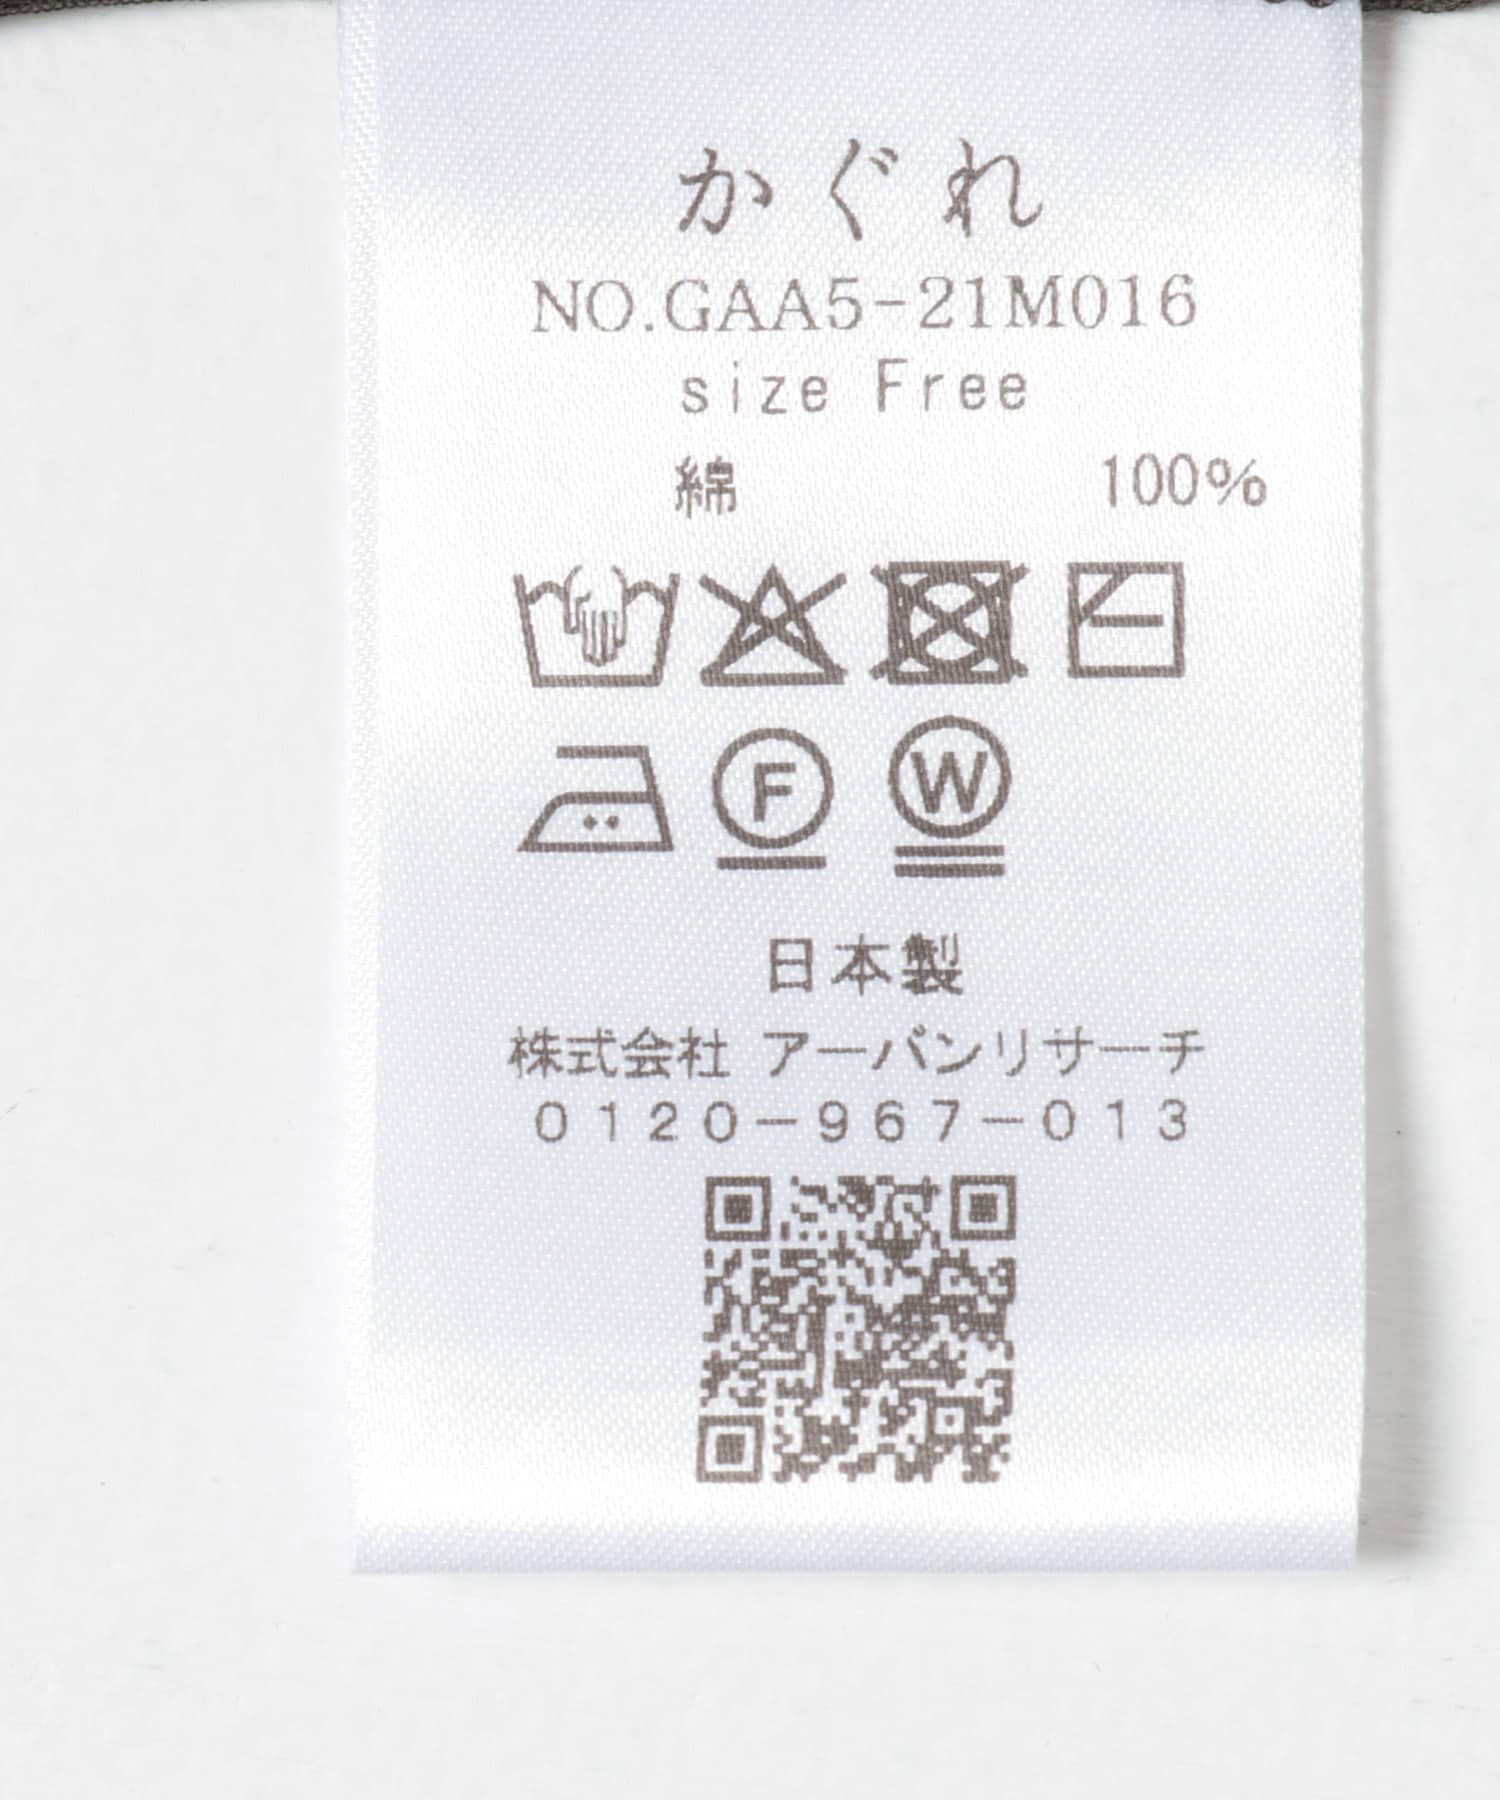 かぐれ
NO.GAA5-21M016
size Free
綿 100%
F W
日本製
株式会社 アーバンリサーチ
0120-967-013